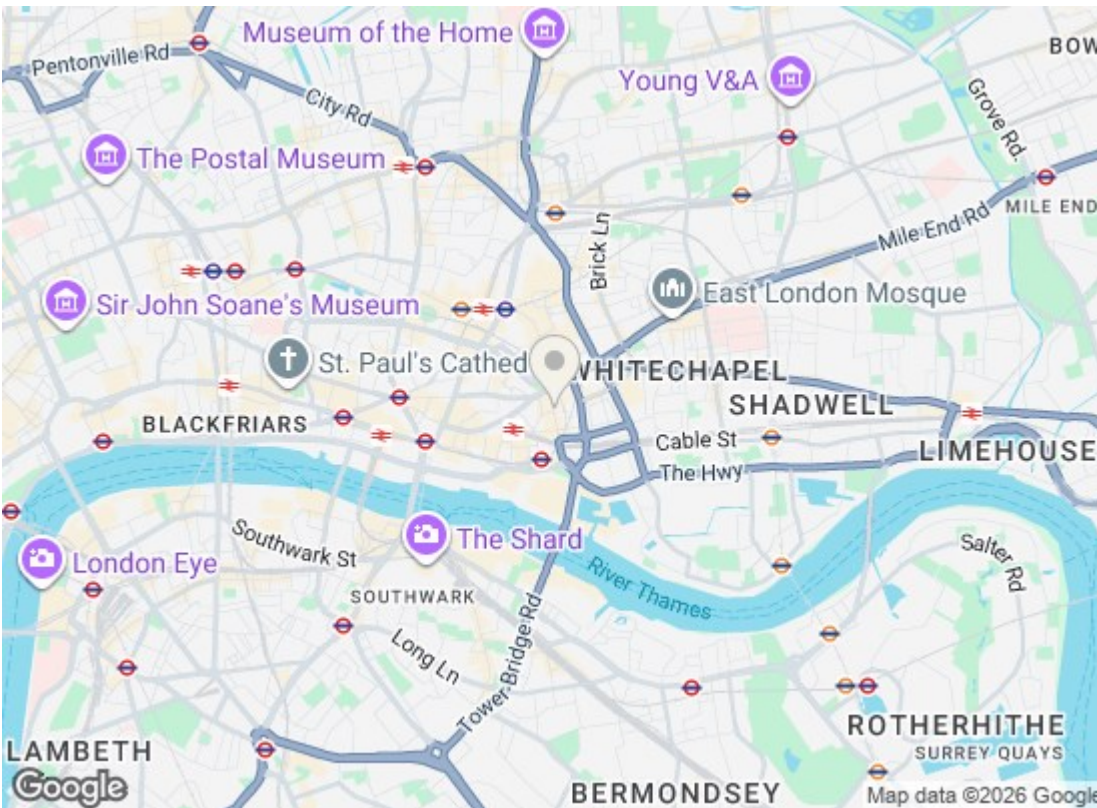 Museum of the Home
BOW
Pentonville Rd
Young V&A
City Rd
Grove Rd.
The Postal Museum
MILE END
Brick Ln
Mile End Rd
East London Mosque
Sir John Soane's Museum
St. Paul's Cathed
WHITECHAPEL
SHADWELL
BLACKFRIARS
Cable St
LIMEHOUSE
The Hwy
Southwark St
The Shard
Salter Rd
London Eye
River Thames
SOUTHWARK
Long Ln
Tower Bridge Rd
ROTHERHITHE
LAMBETH
SURREY QUAYS
Google
BERMONDSEY
Map data ©2026 Google